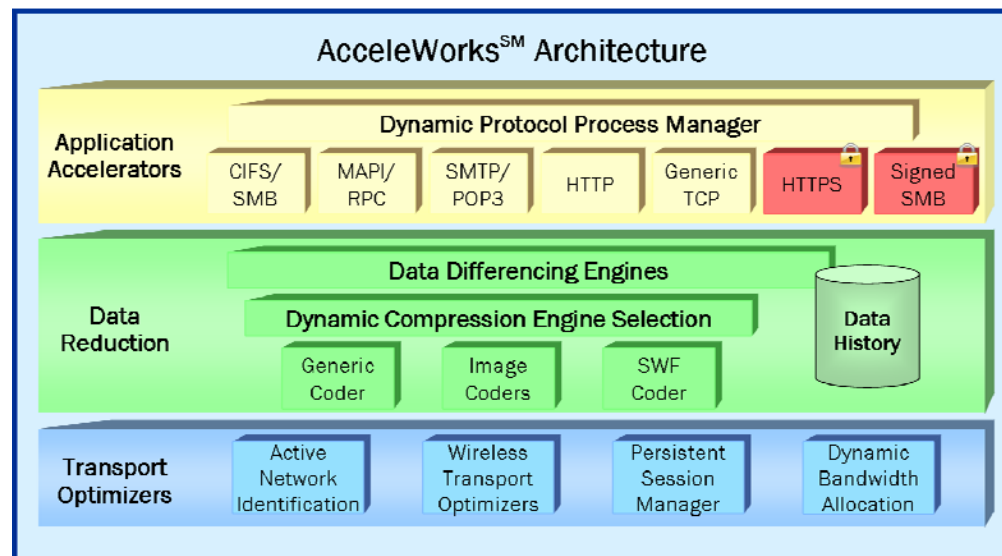 AcceleWorks℠ Architecture
Application
Accelerators
Dynamic Protocol Process Manager
CIFS/
SMB
MAPI/
RPC
SMTP/
POP3
HTTP
Generic
TCP
HTTPS
Signed
SMB
Data
Reduction
Data Differencing Engines
Dynamic Compression Engine Selection
Generic
Coder
Image
Coders
SWF
Coder
Data
History
Transport
Optimizers
Active
Network
Identification
Wireless
Transport
Optimizers
Persistent
Session
Manager
Dynamic
Bandwidth
Allocation